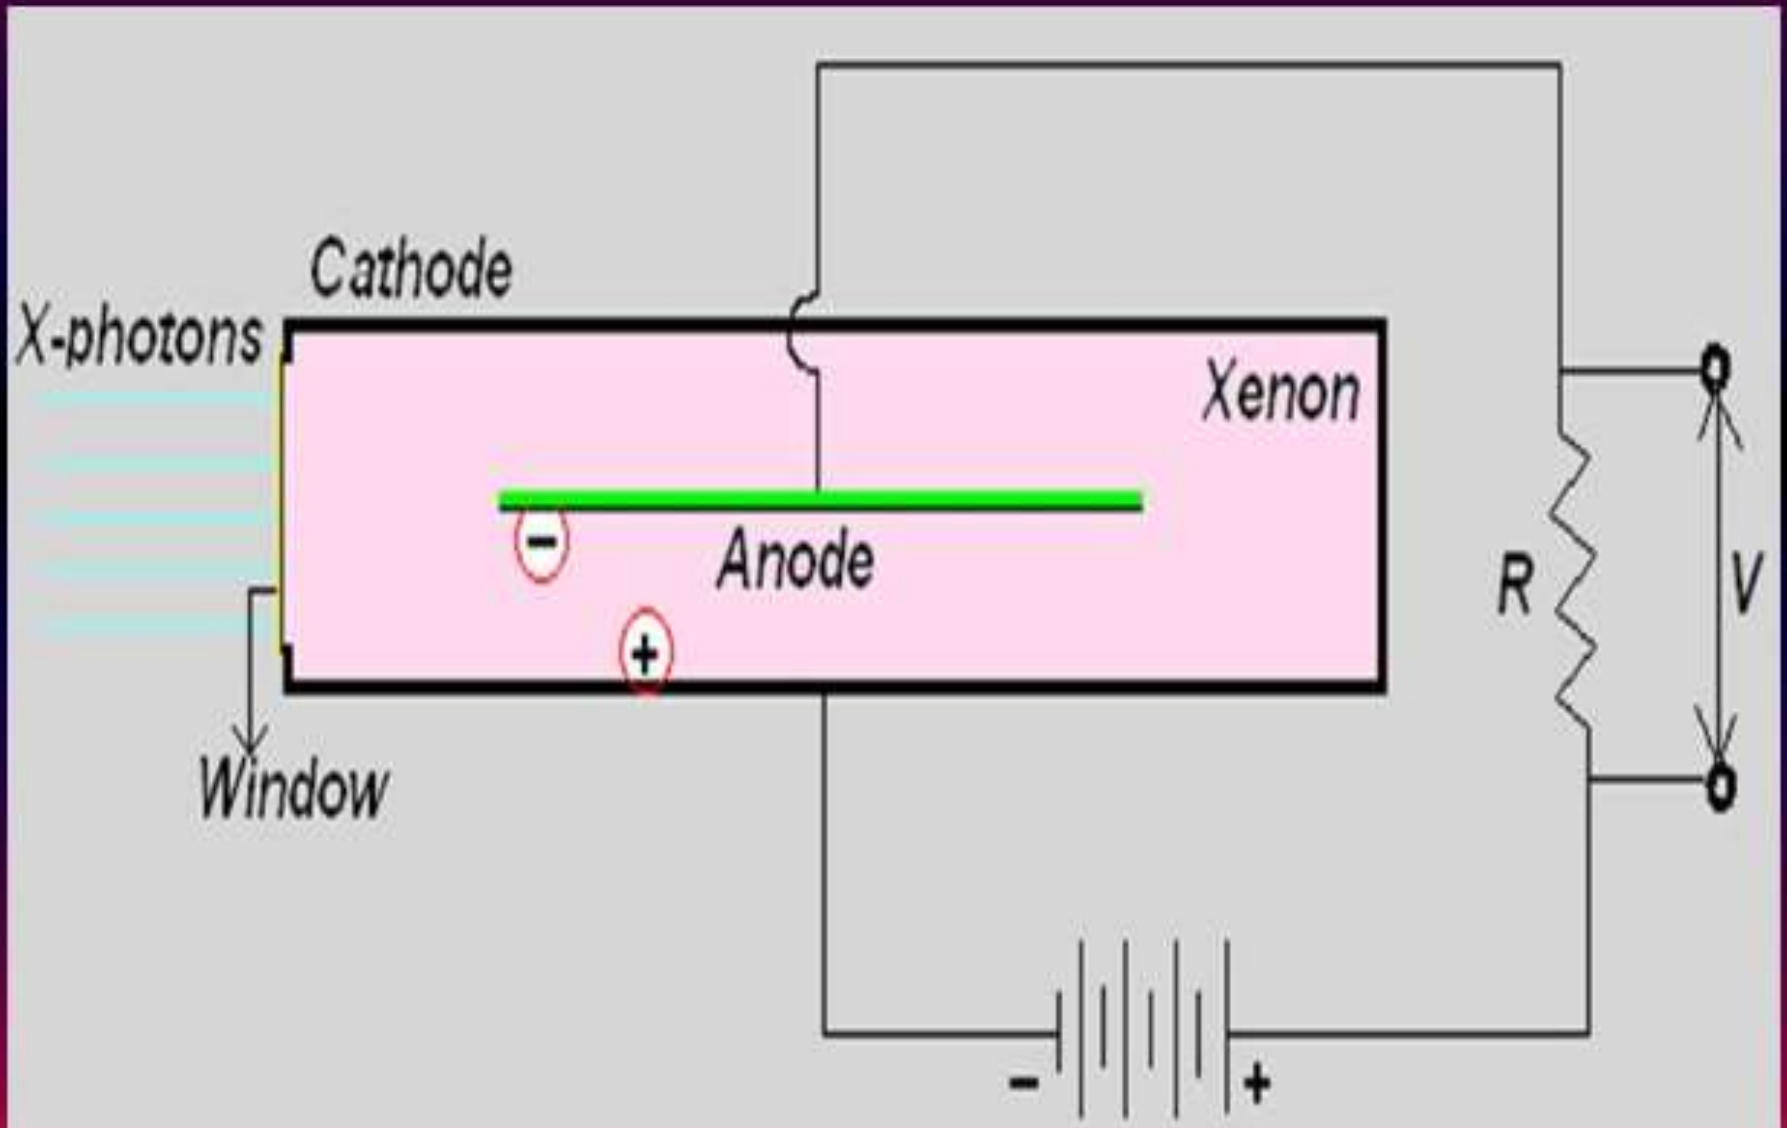 Cathode
X-photons
Xenon
−
Anode
+
R
V
Window
− +